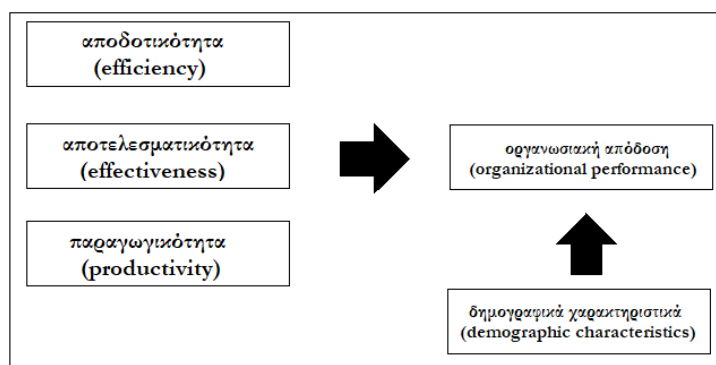 αποδοτικότητα
(efficiency)
αποτελεσματικότητα
(effectiveness)
παραγωγικότητα
(productivity)
οργανωσιακή απόδοση
(organizational performance)
δημογραφικά χαρακτηριστικά
(demographic characteristics)